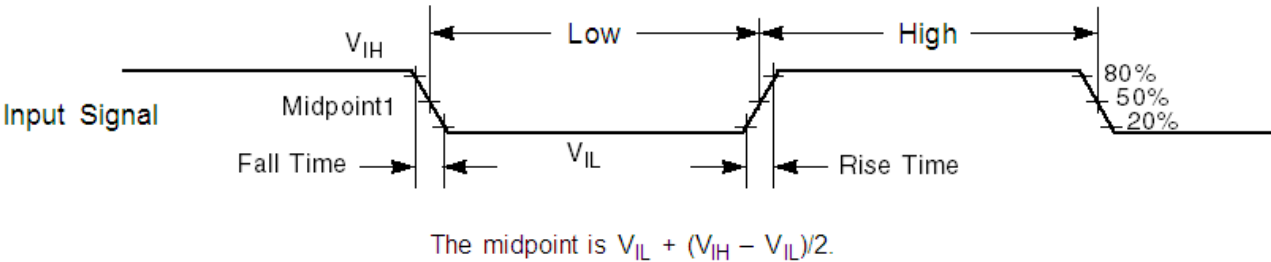 Low
High
V_IH
80%
Input Signal
Midpoint1
50%
20%
Fall Time
V_IL
Rise Time
The midpoint is V_IL + (V_IH – V_IL)/2.